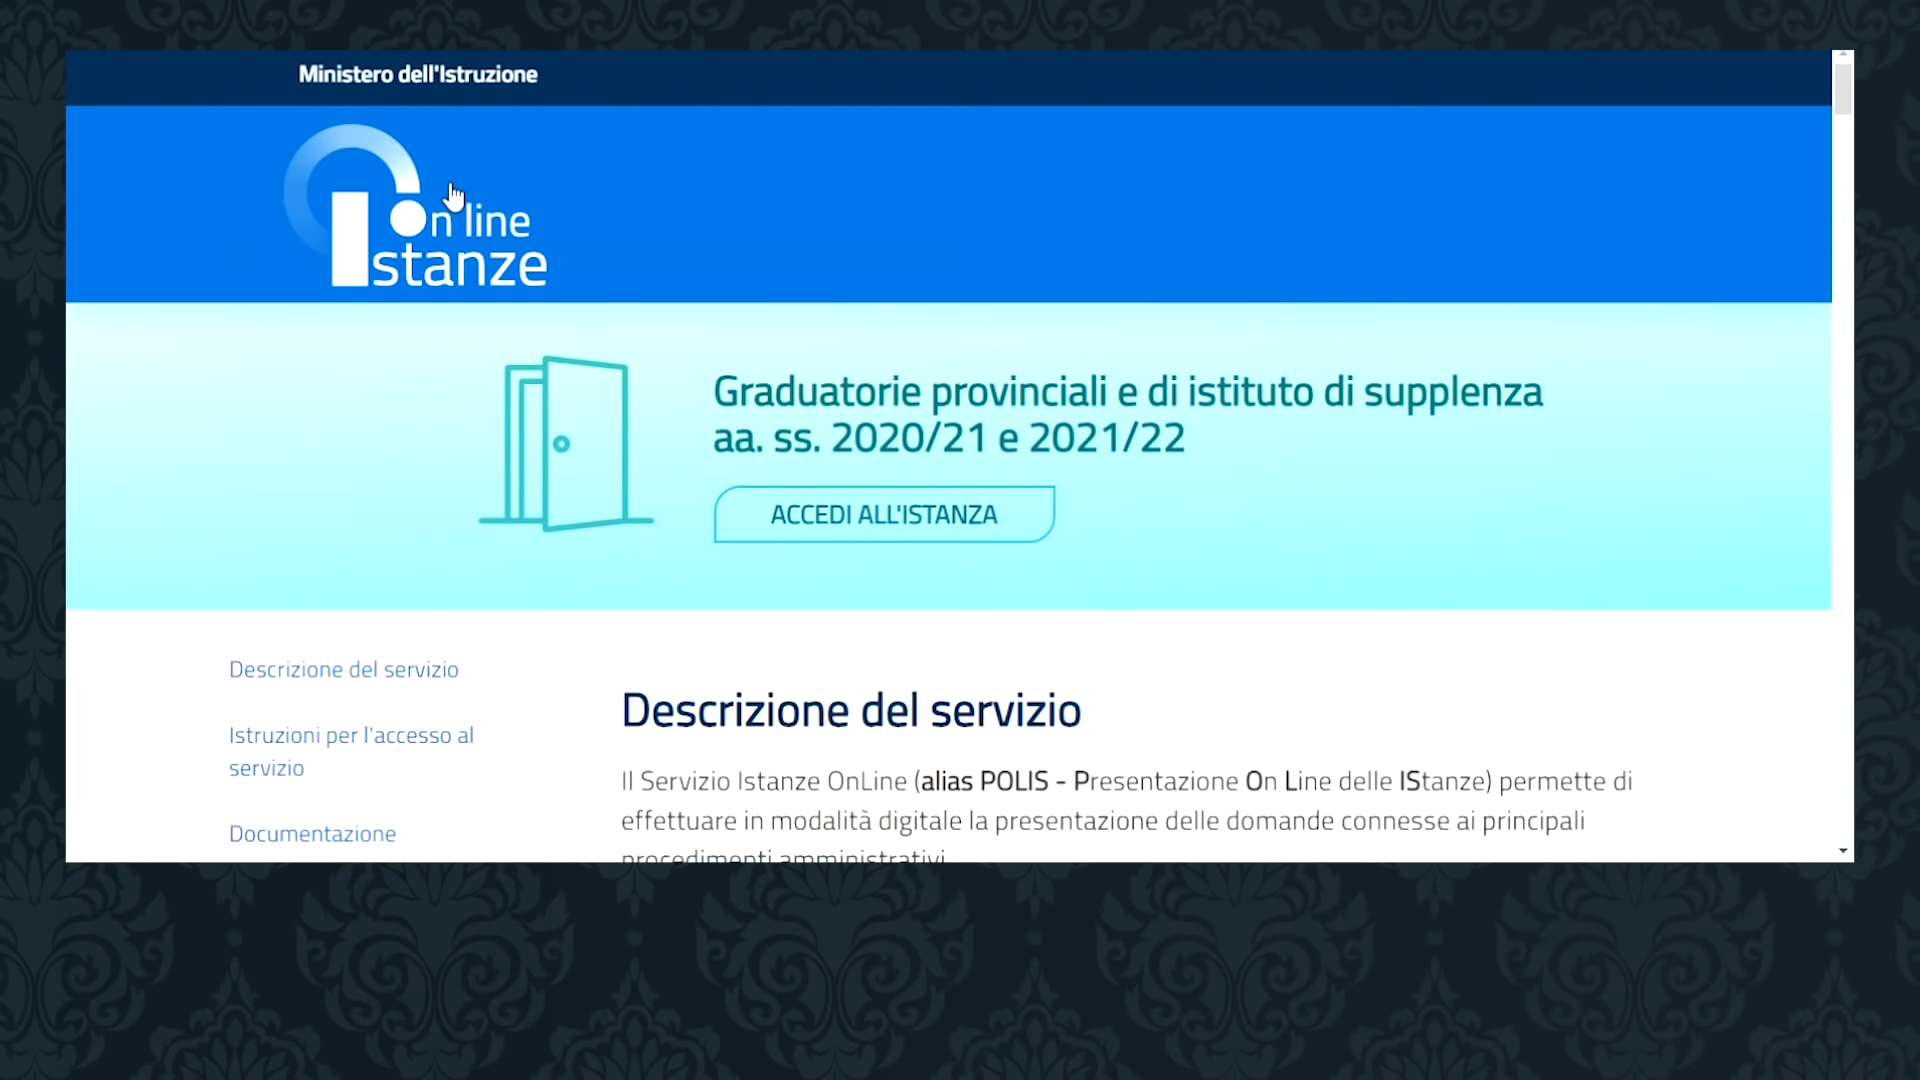 Ministero dell'Istruzione
On line
Istanze
Graduatorie provinciali e di istituto di supplenza
aa. ss. 2020/21 e 2021/22
ACCEDI ALL'ISTANZA
Descrizione del servizio
Istruzioni per l'accesso al
servizio
Documentazione
Descrizione del servizio
Il Servizio Istanze OnLine (alias POLIS - Presentazione On Line delle IStanze) permette di
effettuare in modalità digitale la presentazione delle domande connesse ai principali
procedimenti amministrativi